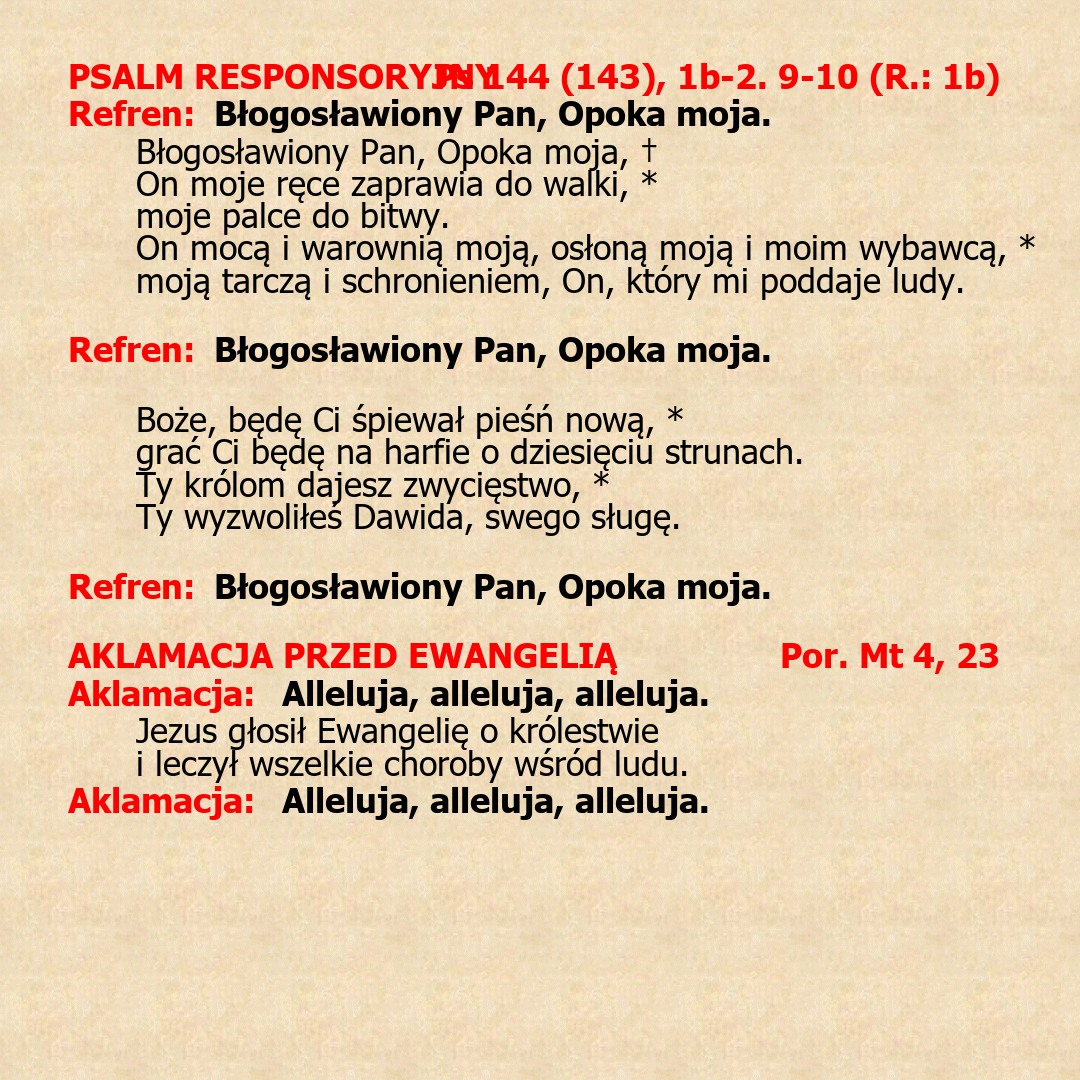 PSALM RESPONSORYJNY Ps 144 (143), 1b-2. 9-10 (R.: 1b)
Refren: Błogosławiony Pan, Opoka moja.
Błogosławiony Pan, Opoka moja, †
On moje ręce zaprawia do walki, *
moje palce do bitwy.
On mocą i warownią moją, osłoną moją i moim wybawcą, *
moją tarczą i schronieniem, On, który mi poddaje ludy.
Refren: Błogosławiony Pan, Opoka moja.
Boże, będę Ci śpiewał pieśń nową, *
grać Ci będę na harfie o dziesięciu strunach.
Ty królom dajesz zwycięstwo, *
Ty wyzwoliłeś Dawida, swego sługę.
Refren: Błogosławiony Pan, Opoka moja.
AKLAMACJA PRZED EWANGELIĄ Por. Mt 4, 23
Aklamacja: Alleluja, alleluja, alleluja.
Jezus głosił Ewangelię o królestwie
i leczył wszelkie choroby wśród ludu.
Aklamacja: Alleluja, alleluja, alleluja.